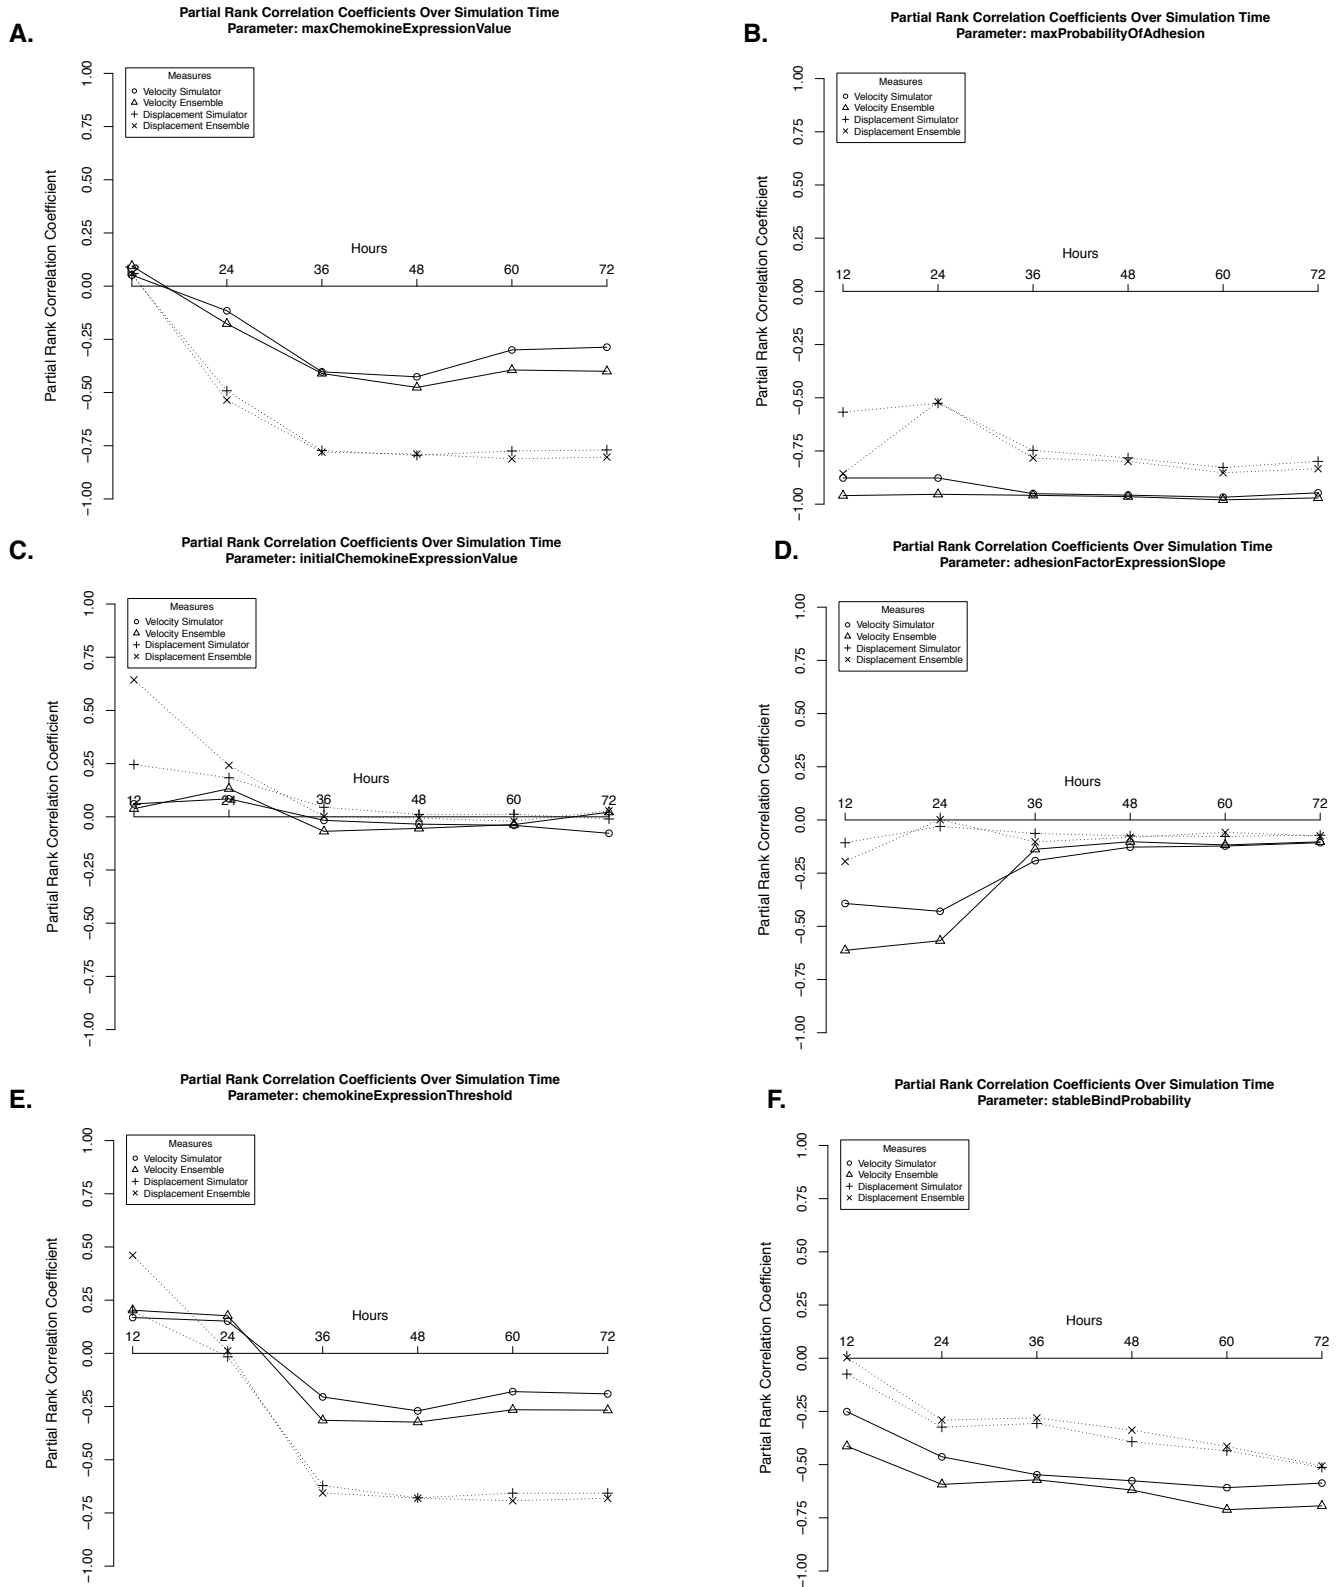 A.
Partial Rank Correlation Coefficients Over Simulation Time
Parameter: maxChemokineExpressionValue
Measures
Velocity Simulator
Velocity Ensemble
Displacement Simulator
Displacement Ensemble
Partial Rank Correlation Coefficient
1.00
0.75
0.50
0.25
0.00
−0.25
−0.50
−0.75
−1.00
Hours
24
36
48
60
72
B.
Partial Rank Correlation Coefficients Over Simulation Time
Parameter: maxProbabilityOfAdhesion
Measures
Velocity Simulator
Velocity Ensemble
Displacement Simulator
Displacement Ensemble
Partial Rank Correlation Coefficient
1.00
0.75
0.50
0.25
0.00
−0.25
−0.50
−0.75
−1.00
Hours
12
24
36
48
60
72
C.
Partial Rank Correlation Coefficients Over Simulation Time
Parameter: initialChemokineExpressionValue
Measures
Velocity Simulator
Velocity Ensemble
Displacement Simulator
Displacement Ensemble
Partial Rank Correlation Coefficient
1.00
0.75
0.50
0.25
0.00
−0.25
−0.50
−0.75
−1.00
Hours
12
24
36
48
60
72
D.
Partial Rank Correlation Coefficients Over Simulation Time
Parameter: adhesionFactorExpressionSlope
Measures
Velocity Simulator
Velocity Ensemble
Displacement Simulator
Displacement Ensemble
Partial Rank Correlation Coefficient
1.00
0.75
0.50
0.25
0.00
−0.25
−0.50
−0.75
−1.00
Hours
12
24
36
48
60
72
E.
Partial Rank Correlation Coefficients Over Simulation Time
Parameter: chemokineExpressionThreshold
Measures
Velocity Simulator
Velocity Ensemble
Displacement Simulator
Displacement Ensemble
Partial Rank Correlation Coefficient
1.00
0.75
0.50
0.25
0.00
−0.25
−0.50
−0.75
−1.00
Hours
12
24
36
48
60
72
F.
Partial Rank Correlation Coefficients Over Simulation Time
Parameter: stableBindProbability
Measures
Velocity Simulator
Velocity Ensemble
Displacement Simulator
Displacement Ensemble
Partial Rank Correlation Coefficient
1.00
0.75
0.50
0.25
0.00
−0.25
−0.50
−0.75
−1.00
Hours
12
24
36
48
60
72